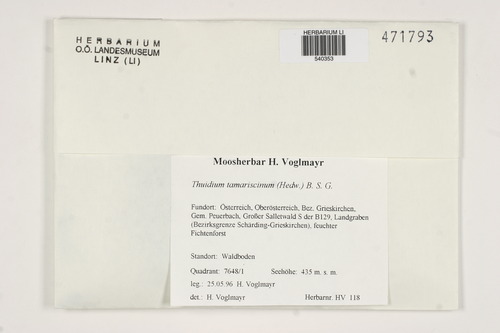 HERBARIUM
O.Ö. LANDESMUSEUM
LINZ (LI)
HERBARIUM LI
540353
471793
Moosherbar H. Voglmayr
Thuidium tamariscinum (Hedw.) B. S. G.
Fundort: Österreich, Oberösterreich, Bez. Grieskirchen,
Gem. Peuerbach, Großer Salletwald S der B129, Landgraben
(Bezirksgrenze Schärding-Grieskirchen), feuchter
Fichtenforst
Standort: Waldboden
Quadrant: 7648/1 Seehöhe: 435 m. s. m.
leg.: 25.05.96 H. Voglmayr
det.: H. Voglmayr Herbarnr. HV 118